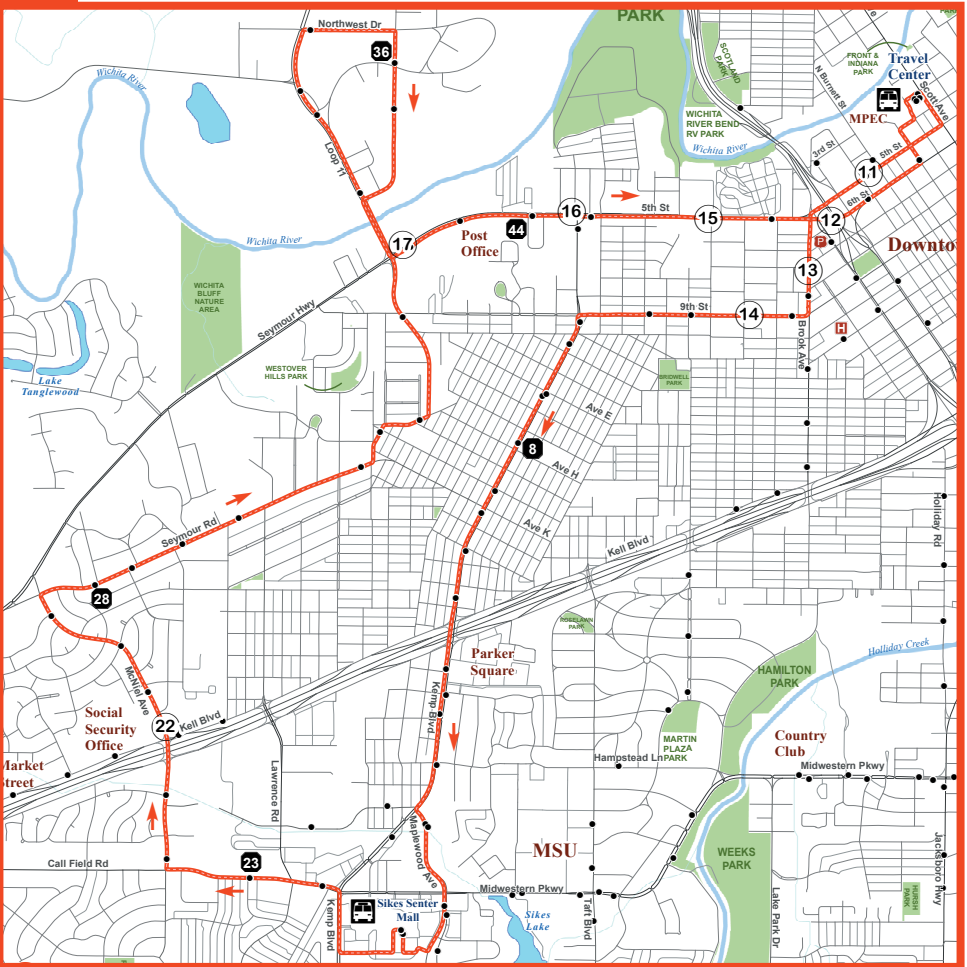 PARK
Northwest Dr
36
SCOTLAND
PARK
FRONT &
INDIANA
PARK
Travel
Center
N Burnett St
Scott Ave
MPEC
Wichita River
WICHITA
RIVER BEND
RV PARK
Wichita River
3rd St
5th St
11
6th St
Loop 11
16
5th St
15
12
44
17
Post
Office
P
Downto
Wichita River
13
WICHITA
BLUFF
NATURE
AREA
Seymour Hwy
9th St
14
Brook Ave
H
WESTOVER
HILLS PARK
Lake
Tanglewood
BRIDWELL
PARK
Ave E
8
Ave H
Ave K
Seymour Rd
Kell Blvd
Holliday Rd
28
ROSELAWN
PARK
Holliday Creek
Parker
Square
HAMILTON
PARK
McNiel Ave
Kemp Blvd
Social
Security
Office
22
Kell Blvd
MARTIN
PLAZA
PARK
Country
Club
Market
Street
Hampstead Ln
Midwestern Pkwy
Lawrence Rd
Maplewood Ave
MSU
WEEKS
PARK
Jacksboro Hwy
Call Field Rd
23
Midwestern Pkwy
HURSH
PARK
Sikes Senter
Mall
Kemp Blvd
Sikes
Lake
Taft Blvd
Lake Park Dr